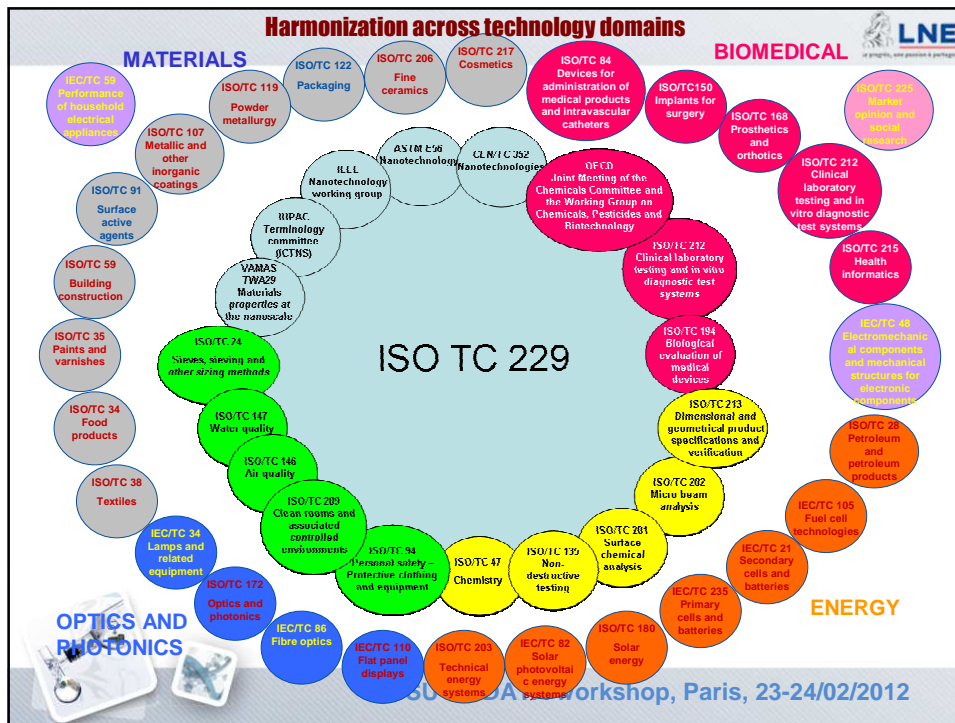 Harmonization across technology domains
LNE
le progrès, une passion à partager
MATERIALS
BIOMEDICAL
IEC/TC 59
Performance
of household
electrical
appliances
ISO/TC 107
Metallic and
other
inorganic
coatings
ISO/TC 119
Powder
metallurgy
ISO/TC 122
Packaging
ISO/TC 206
Fine
ceramics
ISO/TC 217
Cosmetics
ISO/TC 84
Devices for
administration of
medical products
and intravascular
catheters
ISO/TC150
Implants for
surgery
ISO/TC 168
Prosthetics
and
orthotics
ISO/TC 225
Market
opinion and
social
research
ISO/TC 212
Clinical
laboratory
testing and in
vitro diagnostic
test systems
ISO/TC 215
Health
informatics
IEC/TC 48
Electromechanic
al components
and mechanical
structures for
electronic
components
ISO/TC 28
Petroleum and
petroleum
products
IEC/TC 105
Fuel cell
technologies
IEC/TC 21
Secondary
cells and
batteries
IEC/TC 235
Primary
cells and
batteries
ENERGY
ISO/TC 180
Solar
energy
IEC/TC 82
Solar
photovoltai
c energy
systems
ISO/TC 203
Technical
energy
systems
IEC/TC 110
Flat panel
displays
IEC/TC 86
Fibre optics
ISO/TC 172
Optics and
photonics
OPTICS AND
PHOTONICS
IEC/TC 34
Lamps and
related
equipment
ISO/TC 38
Textiles
ISO/TC 34
Food
products
ISO/TC 35
Paints and
varnishes
ISO/TC 59
Building
construction
ISO/TC 91
Surface
active
agents
ASTM E56
Nanotechnology
CEN/TC 352
Nanotechnologies
IEEE
Nanotechnology
working group
IUPAC
Terminology
committee
(ICTNS)
VAMAS
TWA29
Materials
properties at
the nanoscale
OECD
Joint Meeting of the
Chemicals Committee and
the Working Group on
Chemicals, Pesticides and
Biotechnology
ISO/TC 212
Clinical laboratory
testing and in vitro
diagnostic test
systems
ISO/TC 194
Biological
evaluation of
medical
devices
ISO/TC 213
Dimensional and
geometrical product
specifications and
verification
ISO/TC 202
Micro beam
analysis
ISO/TC 201
Surface
chemical
analysis
ISO/TC 135
Non-
destructive
testing
ISO/TC 47
Chemistry
ISO/TC 94
Personal safety –
Protective clothing
and equipment
ISO/TC 209
Clean rooms and
associated
controlled
environments
ISO/TC 146
Air quality
ISO/TC 147
Water quality
ISO/TC 24
Sieves, sieving and
other sizing methods
ISO TC 229
Workshop, Paris, 23-24/02/2012